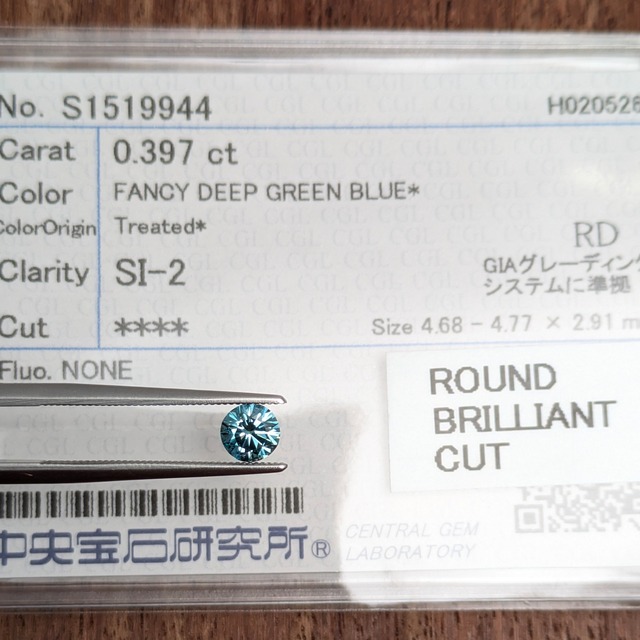 No. S1519944
H020526
Carat 0.397 ct
Color FANCY DEEP GREEN BLUE*
ColorOrigin Treated*
RD
Clarity SI-2
GIAグレーディング
システムに準拠
Cut ****
Size 4.68 - 4.77 × 2.91 m
Fluo. NONE
ROUND
BRILLIANT
CUT
中央宝石研究所®
CENTRAL GEM
LABORATORY